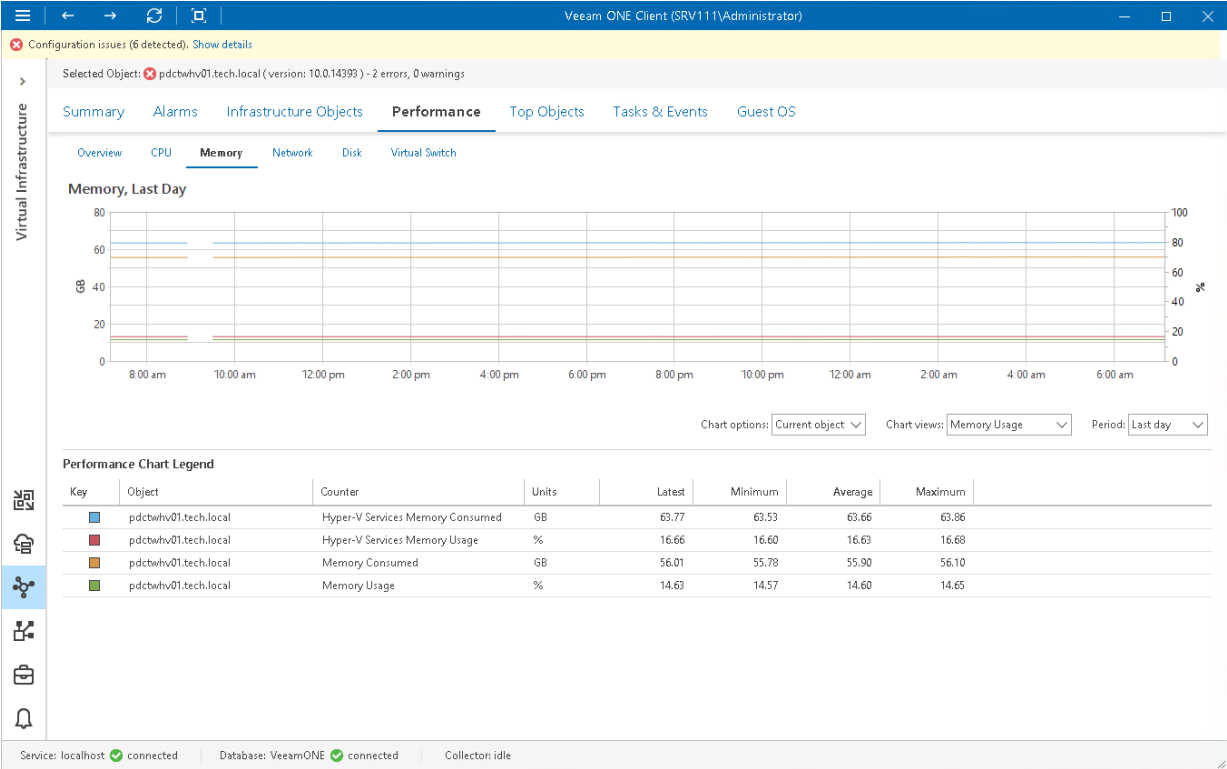 Veeam ONE Client (SRV111\Administrator)
Configuration issues (6 detected). Show details
Selected Object: pdctwhv01.tech.local ( version: 10.0.14393 ) - 2 errors, 0 warnings
Virtual Infrastructure
Summary Alarms Infrastructure Objects Performance Top Objects Tasks & Events Guest OS
Overview CPU Memory Network Disk Virtual Switch
Memory, Last Day
80 100
80
60
60
GB 40 %
40
20 20
0 0
8:00 am 10:00 am 12:00 pm 2:00 pm 4:00 pm 6:00 pm 8:00 pm 10:00 pm 12:00 am 2:00 am 4:00 am 6:00 am
Chart options: Current object Chart views: Memory Usage Period: Last day
Performance Chart Legend
Key Object Counter Units Latest Minimum Average Maximum
pdctwhv01.tech.local Hyper-V Services Memory Consumed GB 63.77 63.53 63.66 63.86
pdctwhv01.tech.local Hyper-V Services Memory Usage % 16.66 16.60 16.63 16.68
pdctwhv01.tech.local Memory Consumed GB 56.01 55.78 55.90 56.10
pdctwhv01.tech.local Memory Usage % 14.63 14.57 14.60 14.65
Service: localhost connected Database: VeeamONE connected Collector: idle